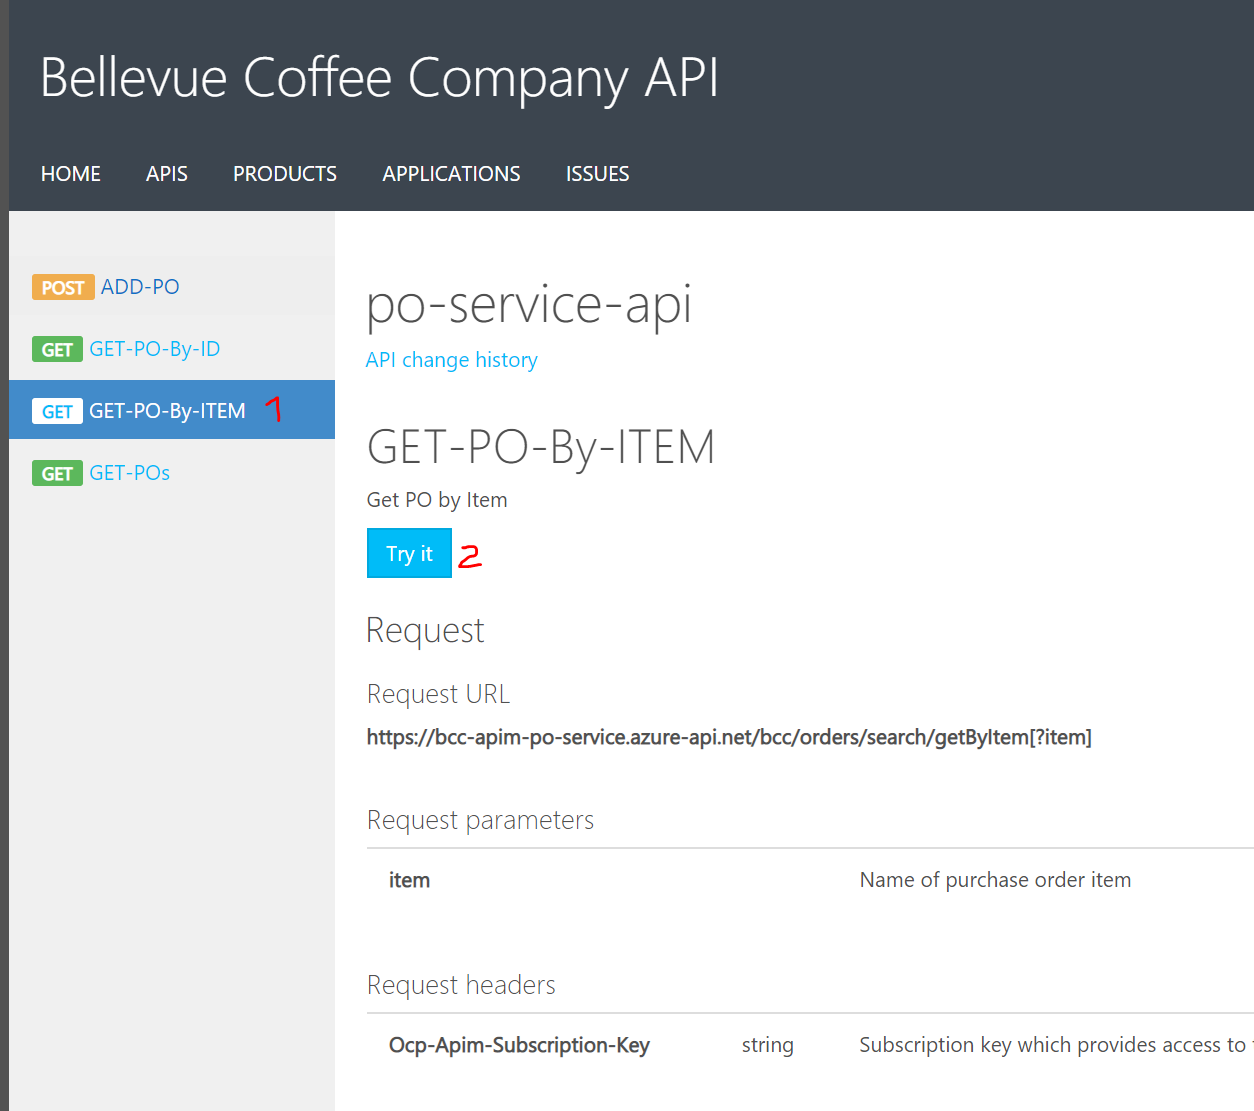 Bellevue Coffee Company API
HOME APIS PRODUCTS APPLICATIONS ISSUES
POST ADD-PO
GET GET-PO-By-ID
GET GET-PO-By-ITEM 1
GET GET-POs
po-service-api
API change history
GET-PO-By-ITEM
Get PO by Item
Try it 2
Request
Request URL
https://bcc-apim-po-service.azure-api.net/bcc/orders/search/getByItem[?item]
Request parameters
item Name of purchase order item
Request headers
Ocp-Apim-Subscription-Key string Subscription key which provides access to